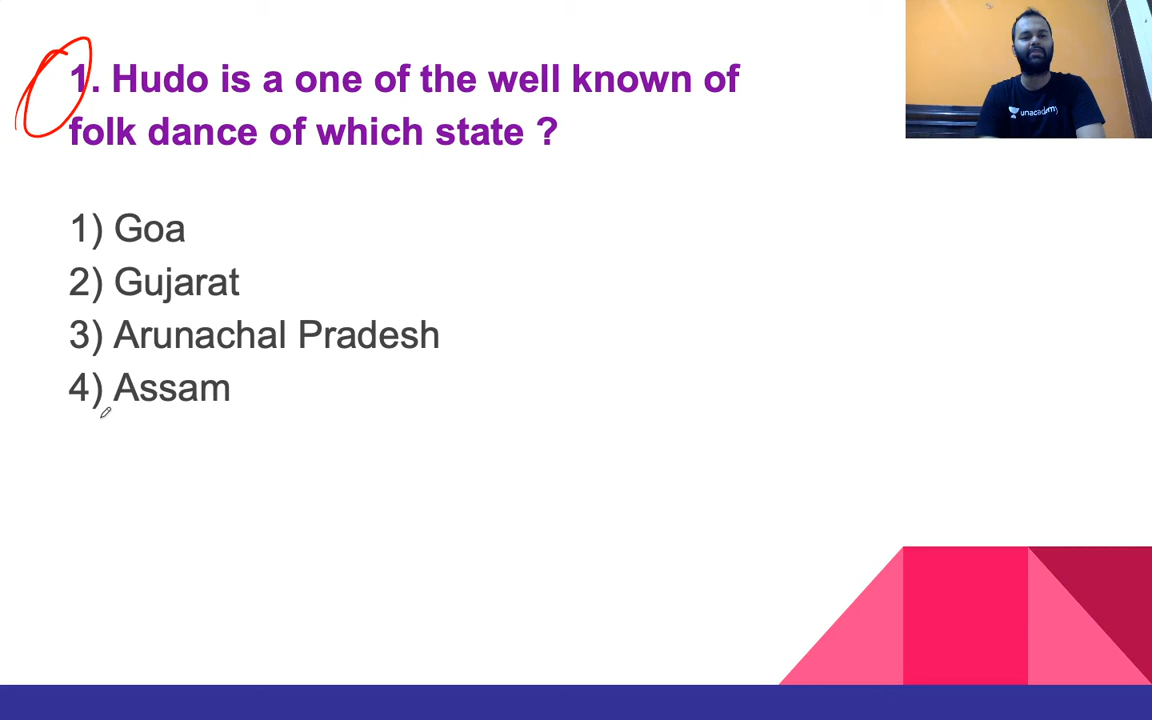 1. Hudo is a one of the well known of
folk dance of which state ?
1) Goa
2) Gujarat
3) Arunachal Pradesh
4) Assam
unacademy